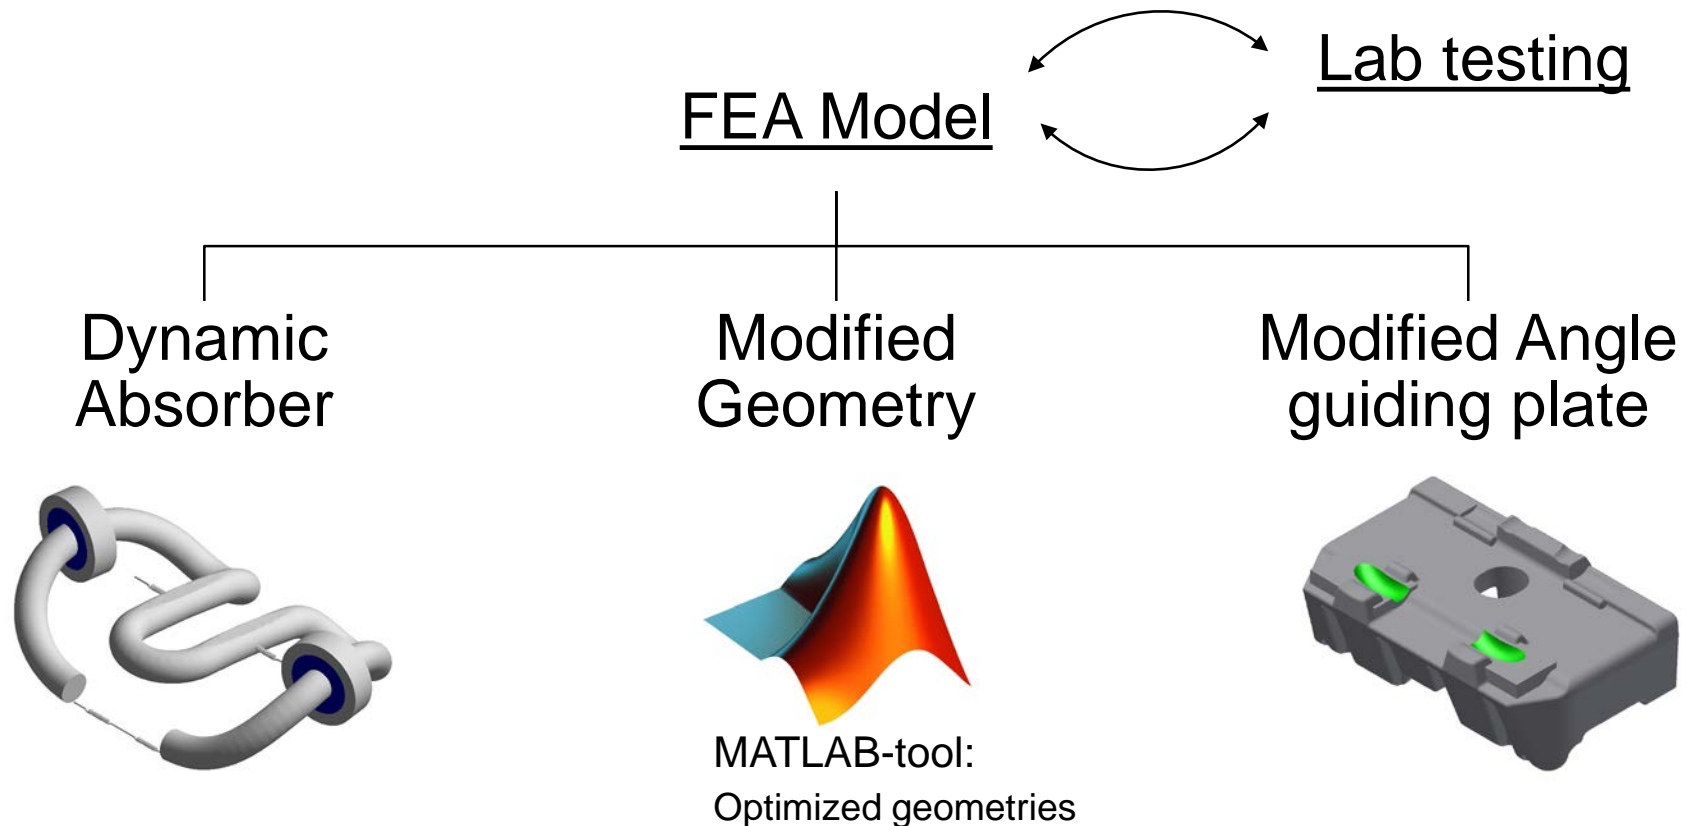 Lab testing
FEA Model
Dynamic
Absorber
Modified
Geometry
Modified Angle
guiding plate
MATLAB-tool:
Optimized geometries